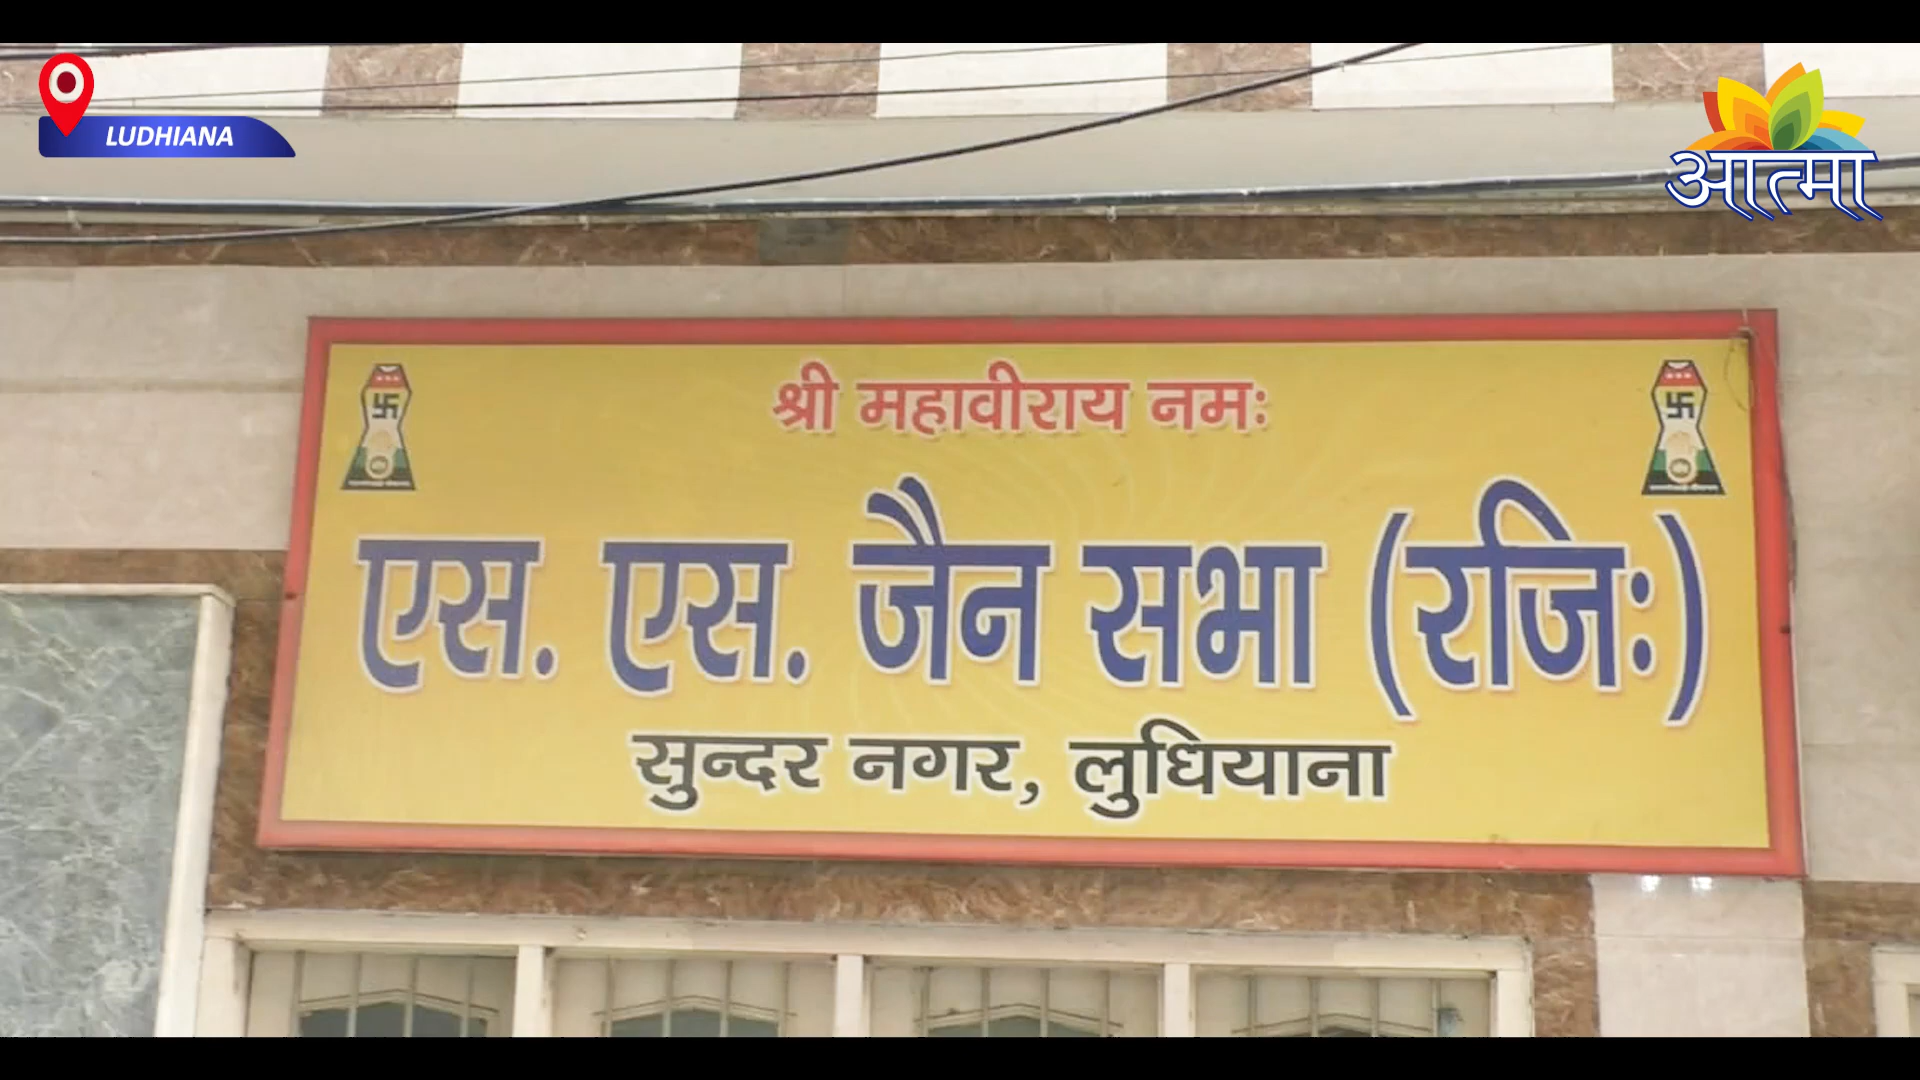 LUDHIANA
आत्मा
श्री महावीराय नमः
एस. एस. जैन सभा (रजिः)
सुन्दर नगर, लुधियाना